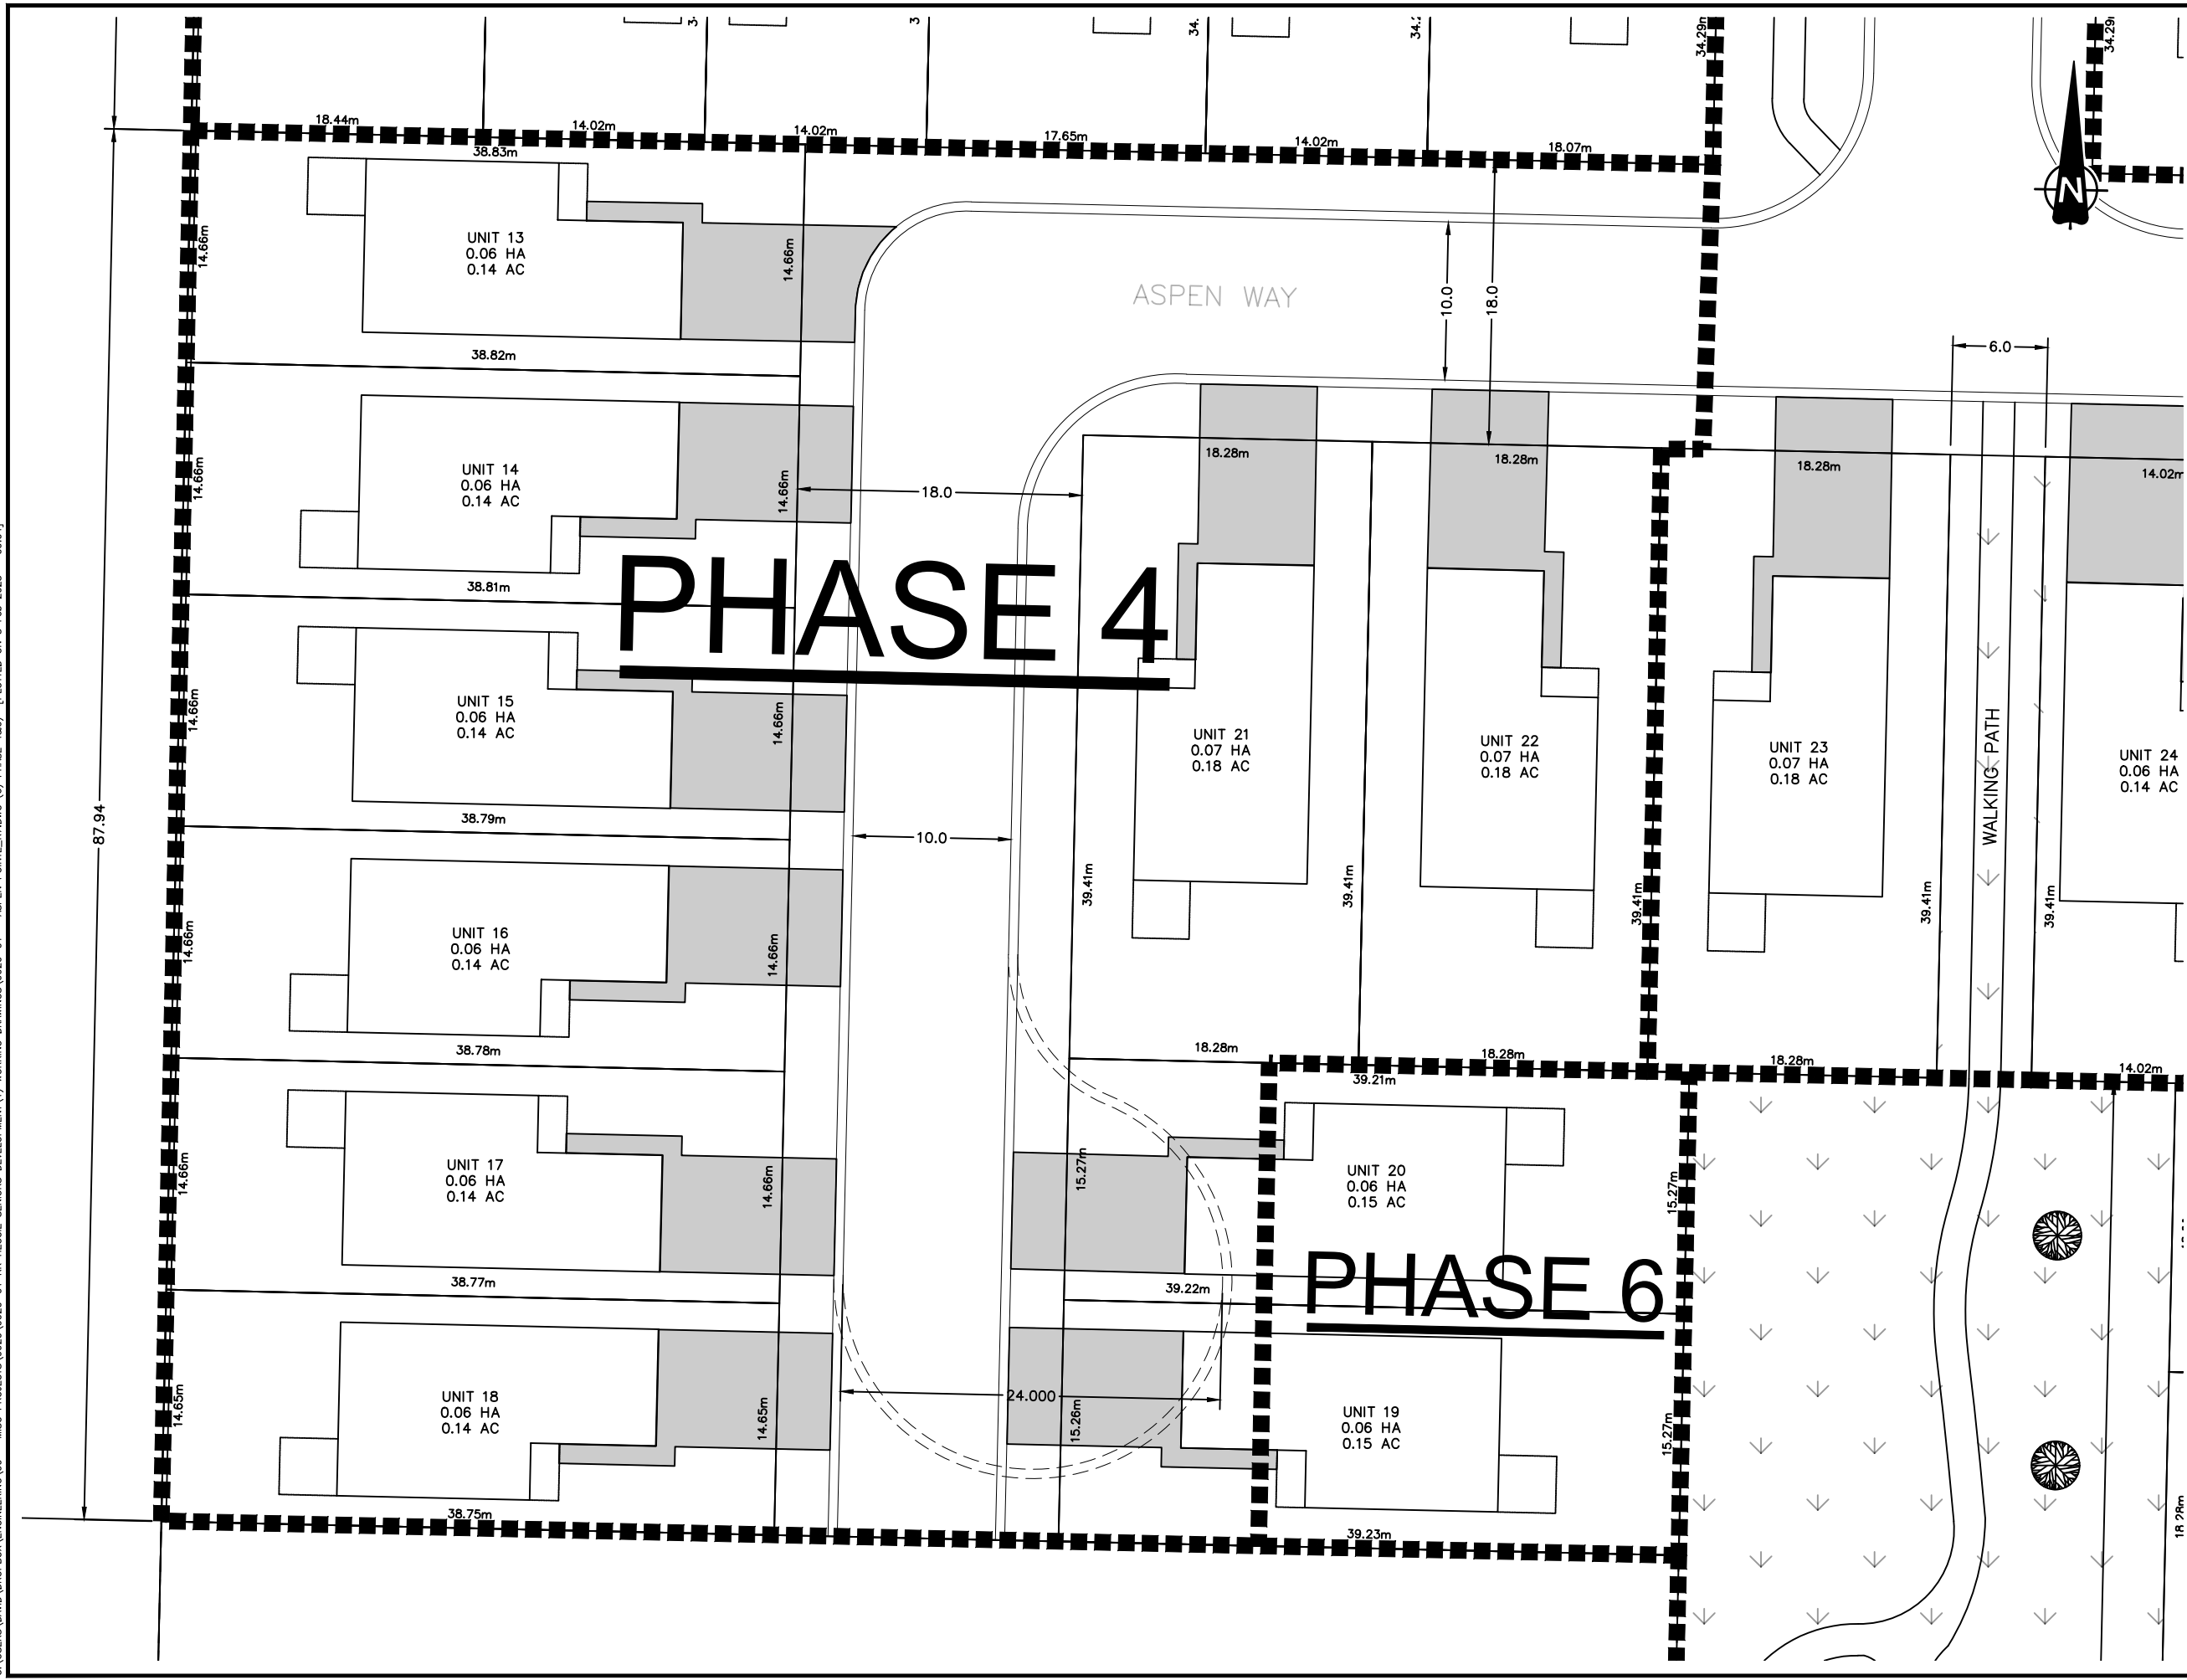 34.29m
34.29m
N
18.44m
14.02m
14.02m
17.65m
14.02m
18.07m
38.83m
UNIT 13
0.06 HA
0.14 AC
14.66m
14.66m
ASPEN WAY
10.0
18.0
6.0
38.82m
UNIT 14
0.06 HA
0.14 AC
14.66m
14.66m
18.0
18.28m
18.28m
18.28m
14.02m
38.81m
PHASE 4
UNIT 15
0.06 HA
0.14 AC
14.66m
14.66m
UNIT 21
0.07 HA
0.18 AC
UNIT 22
0.07 HA
0.18 AC
UNIT 23
0.07 HA
0.18 AC
WALKING PATH
UNIT 24
0.06 HA
0.14 AC
87.94
38.79m
10.0
39.41m
39.41m
39.41m
39.41m
39.41m
UNIT 16
0.06 HA
0.14 AC
14.66m
14.66m
38.78m
18.28m
18.28m
18.28m
14.02m
39.21m
UNIT 17
0.06 HA
0.14 AC
14.66m
14.66m
15.27m
UNIT 20
0.06 HA
0.15 AC
15.27m
38.77m
39.22m
PHASE 6
UNIT 18
0.06 HA
0.14 AC
14.65m
14.65m
24.000
15.26m
UNIT 19
0.06 HA
0.15 AC
15.27m
38.75m
39.23m
18.28m